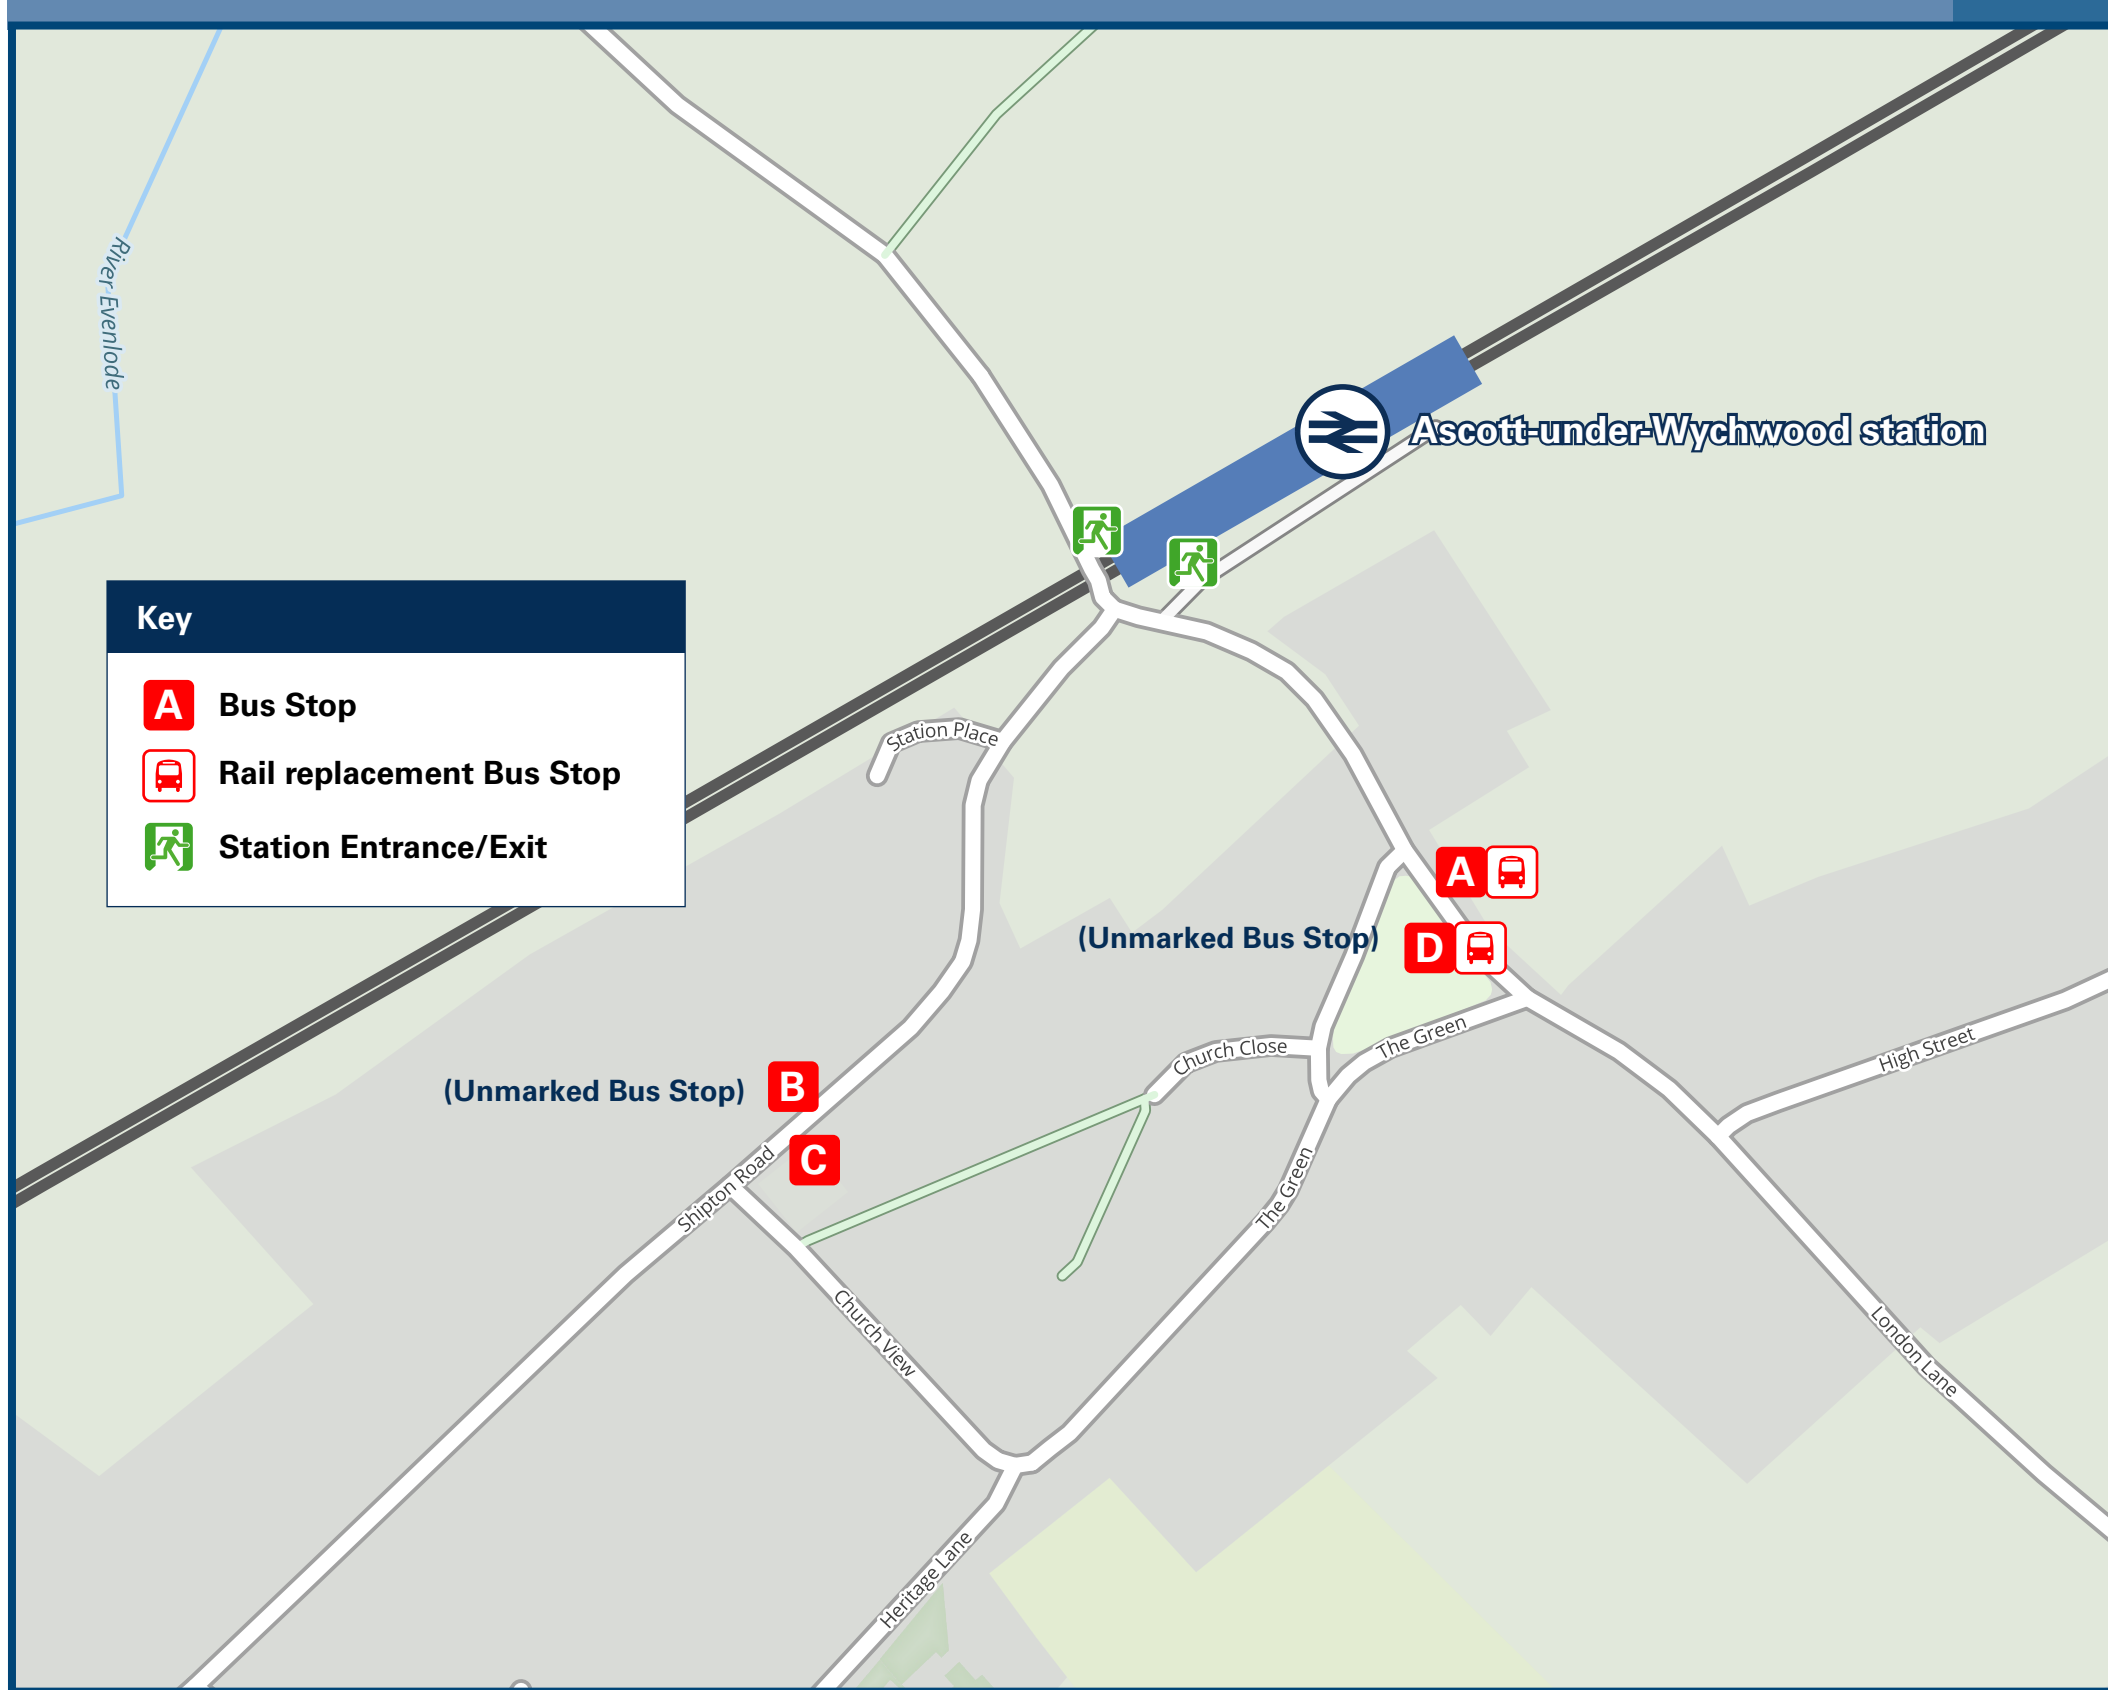 River Evenlode
Ascott-under-Wychwood station
Key
A Bus Stop
Rail replacement Bus Stop
Station Entrance/Exit
Station Place
A
(Unmarked Bus Stop) D
The Green
Church Close
High Street
(Unmarked Bus Stop) B
C
Shipton Road
The Green
Church View
London Lane
Heritage Lane